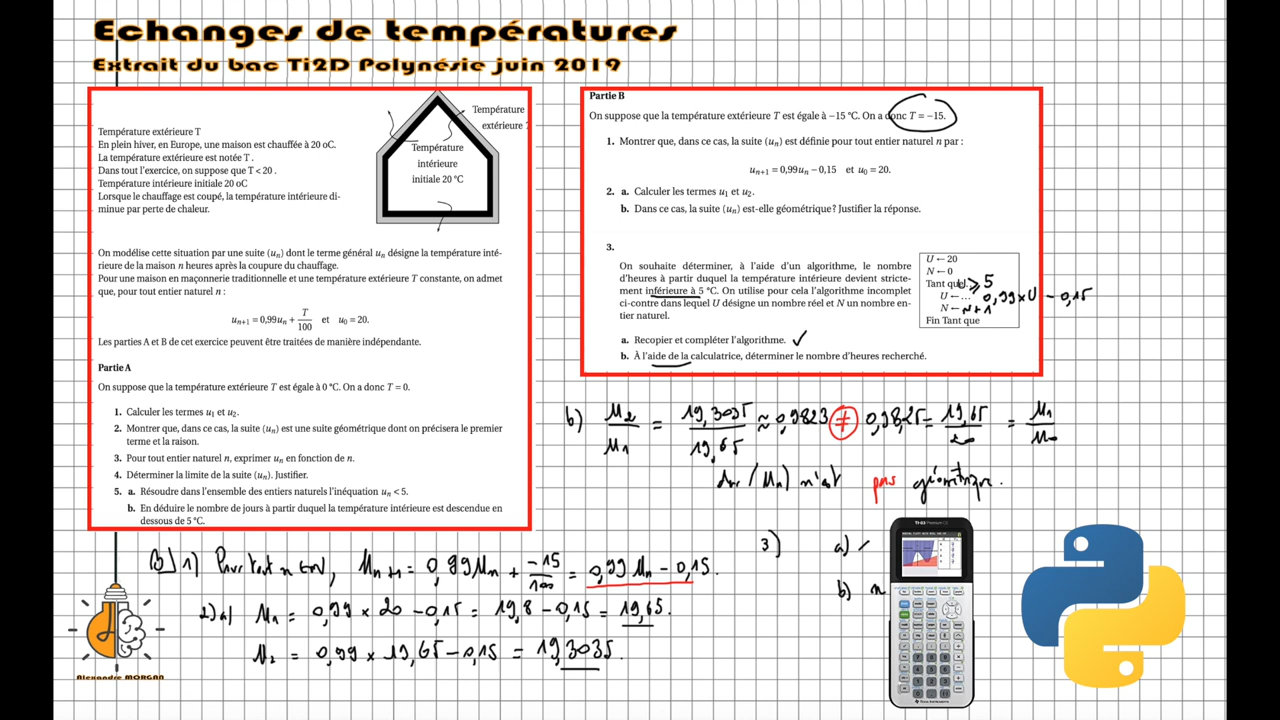 Echanges de températures
Extrait du bac Ti2D Polynésie juin 2019
Température extérieure T
En plein hiver, en Europe, une maison est chauffée à 20 oC.
La température extérieure est notée T .
Dans tout l'exercice, on suppose que T < 20 .
Température intérieure initiale 20 oC
Lorsque le chauffage est coupé, la température intérieure di-
minue par perte de chaleur.
Température
extérieure
Température
intérieure
initiale 20 °C
On modélise cette situation par une suite (un) dont le terme général un désigne la température inté-
rieure de la maison n heures après la coupure du chauffage.
Pour une maison en maçonnerie traditionnelle et une température extérieure T constante, on admet
que, pour tout entier naturel n :
un+1 = 0,99un + T/100 et u0 = 20.
Les parties A et B de cet exercice peuvent être traitées de manière indépendante.
Partie A
On suppose que la température extérieure T est égale à 0 °C. On a donc T = 0.
1. Calculer les termes u1 et u2.
2. Montrer que, dans ce cas, la suite (un) est une suite géométrique dont on précisera le premier
terme et la raison.
3. Pour tout entier naturel n, exprimer un en fonction de n.
4. Déterminer la limite de la suite (un). Justifier.
5. a. Résoudre dans l'ensemble des entiers naturels l'inéquation un < 5.
b. En déduire le nombre de jours à partir duquel la température intérieure est descendue en
dessous de 5 °C.
Partie B
On suppose que la température extérieure T est égale à −15 °C. On a donc T = −15.
1. Montrer que, dans ce cas, la suite (un) est définie pour tout entier naturel n par :
un+1 = 0,99un − 0,15 et u0 = 20.
2. a. Calculer les termes u1 et u2.
b. Dans ce cas, la suite (un) est-elle géométrique? Justifier la réponse.
3.
On souhaite déterminer, à l'aide d'un algorithme, le nombre
d'heures à partir duquel la température intérieure devient stricte-
ment inférieure à 5 °C. On utilise pour cela l'algorithme incomplet
ci-contre dans lequel U désigne un nombre réel et N un nombre en-
tier naturel.
U ← 20
N ← 0
Tant que U ⩾ 5
U ← ... 0,99 × U − 0,15
N ← N + 1
Fin Tant que
a. Recopier et compléter l'algorithme. ✓
b. À l'aide de la calculatrice, déterminer le nombre d'heures recherché.
b) u2/u1 = 19,3035/19,65 ≈ 0,9823 ≠ 0,9825 = 19,65/20 = u1/u0
donc (un) n'est pas géométrique.
3) a) ✓
b) n
B) 1) Pour tout n ∈ ℕ, un+1 = 0,99un + −15/100 = 0,99un − 0,15.
2) a) u1 = 0,99 × 20 − 0,15 = 19,8 − 0,15 = 19,65.
u2 = 0,99 × 19,65 − 0,15 = 19,3035.
Alexandre MORGAN